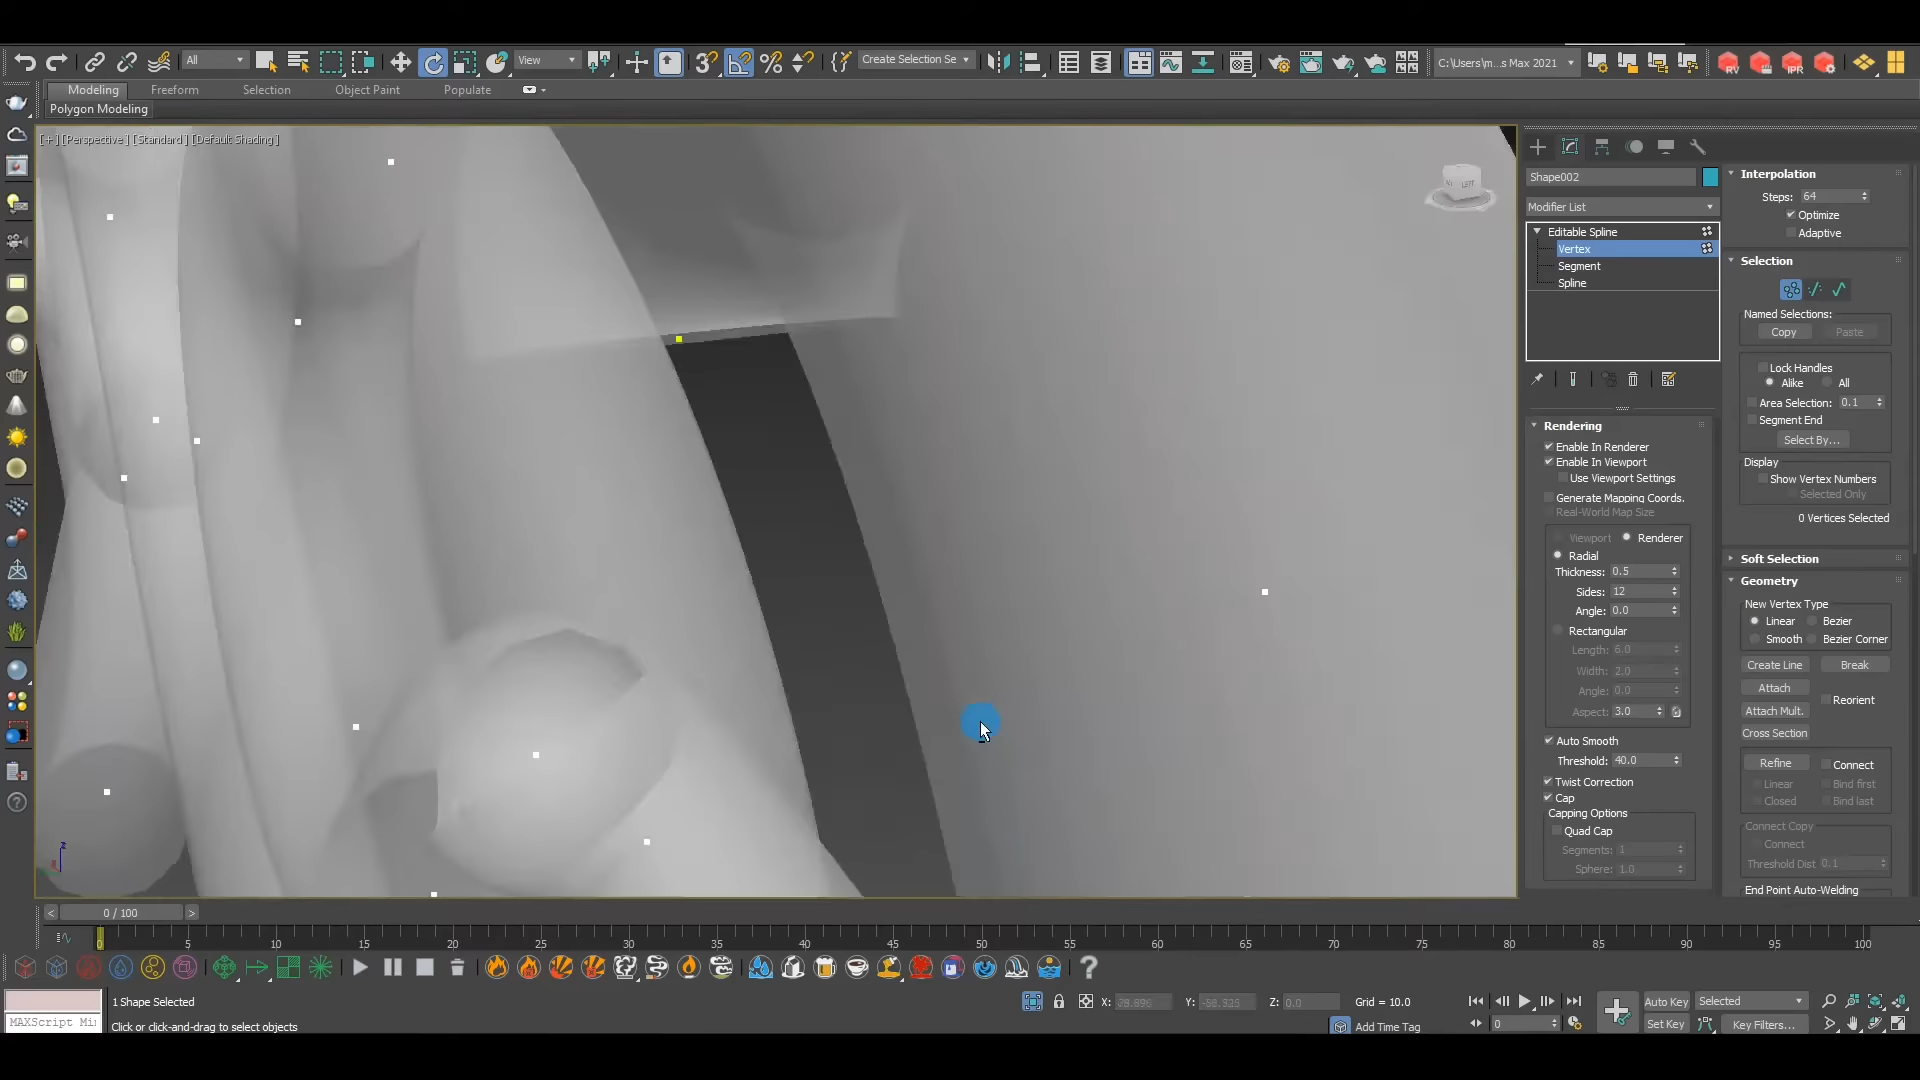 All
View
3
Create Selection Se
C:\Users\m...s Max 2021
RV
IPR
Modeling
Freeform
Selection
Object Paint
Populate
Polygon Modeling
[+] [Perspective] [Standard] [Default Shading]
LEFT
Shape002
Modifier List
Editable Spline
Vertex
Segment
Spline
Rendering
Enable In Renderer
Enable In Viewport
Use Viewport Settings
Generate Mapping Coords.
Real-World Map Size
Viewport
Renderer
Radial
Thickness: 0.5
Sides: 12
Angle: 0.0
Rectangular
Length: 6.0
Width: 2.0
Angle: 0.0
Aspect: 3.0
Auto Smooth
Threshold: 40.0
Twist Correction
Cap
Capping Options
Quad Cap
Segments: 1
Sphere: 1.0
Interpolation
Steps: 64
Optimize
Adaptive
Selection
Named Selections:
Copy
Paste
Lock Handles
Alike
All
Area Selection: 0.1
Segment End
Select By...
Display
Show Vertex Numbers
Selected Only
0 Vertices Selected
Soft Selection
Geometry
New Vertex Type
Linear
Bezier
Smooth
Bezier Corner
Create Line
Break
Attach
Reorient
Attach Mult.
Cross Section
Refine
Connect
Linear
Bind first
Closed
Bind last
Connect Copy
Connect
Threshold Dist 0.1
End Point Auto-Welding
z
< 0 / 100 >
0 5 10 15 20 25 30 35 40 45 50 55 60 65 70 75 80 85 90 95 100
MAXScript Mi
1 Shape Selected
Click or click-and-drag to select objects
X:
Y: -58.325
Z: 0.0
Grid = 10.0
Add Time Tag
0
Auto Key
Selected
Set Key
Key Filters...